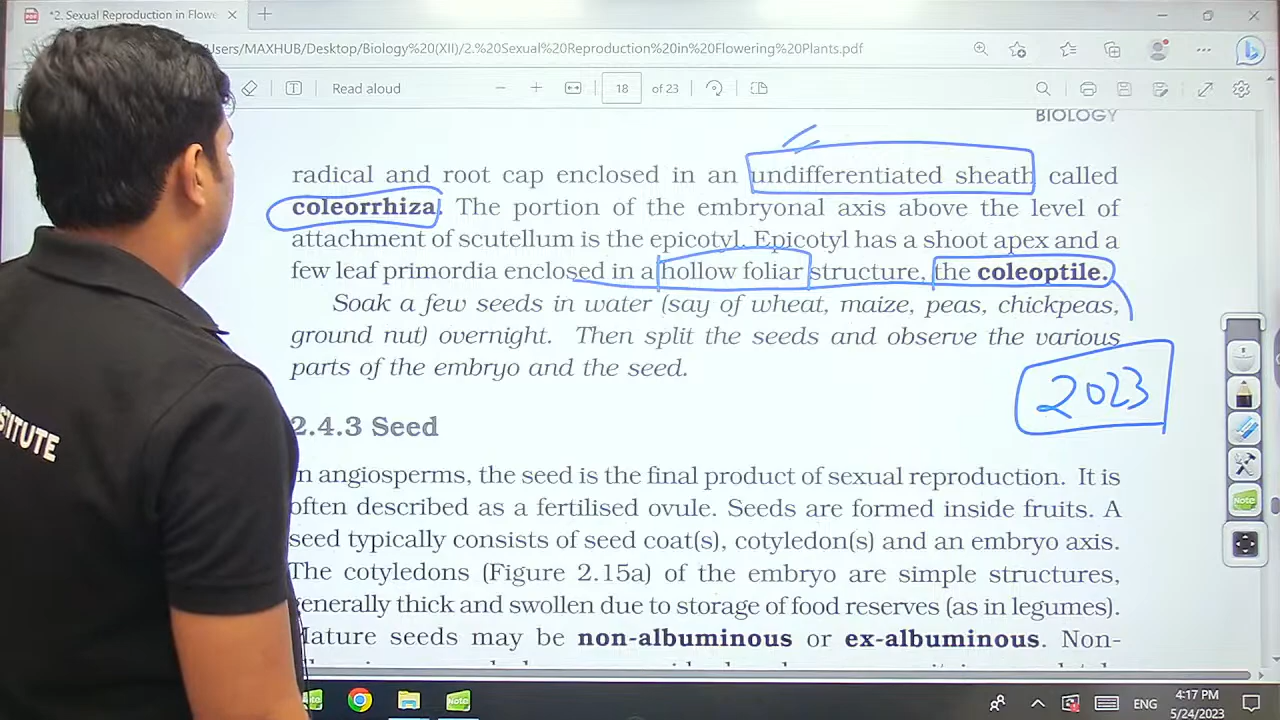 *2. Sexual Reproduction in Flowe
Users/MAXHUB/Desktop/Biology%20(XII)/2.%20Sexual%20Reproduction%20in%20Flowering%20Plants.pdf
Read aloud
18 of 23
BIOLOGY
radical and root cap enclosed in an undifferentiated sheath called
coleorrhiza. The portion of the embryonal axis above the level of
attachment of scutellum is the epicotyl. Epicotyl has a shoot apex and a
few leaf primordia enclosed in a hollow foliar structure, the coleoptile.
Soak a few seeds in water (say of wheat, maize, peas, chickpeas,
ground nut) overnight. Then split the seeds and observe the various
parts of the embryo and the seed.
2023
2.4.3 Seed
In angiosperms, the seed is the final product of sexual reproduction. It is
often described as a fertilised ovule. Seeds are formed inside fruits. A
seed typically consists of seed coat(s), cotyledon(s) and an embryo axis.
The cotyledons (Figure 2.15a) of the embryo are simple structures,
generally thick and swollen due to storage of food reserves (as in legumes).
Mature seeds may be non-albuminous or ex-albuminous. Non-
STITUTE
Note
Note
ENG
4:17 PM
5/24/2023